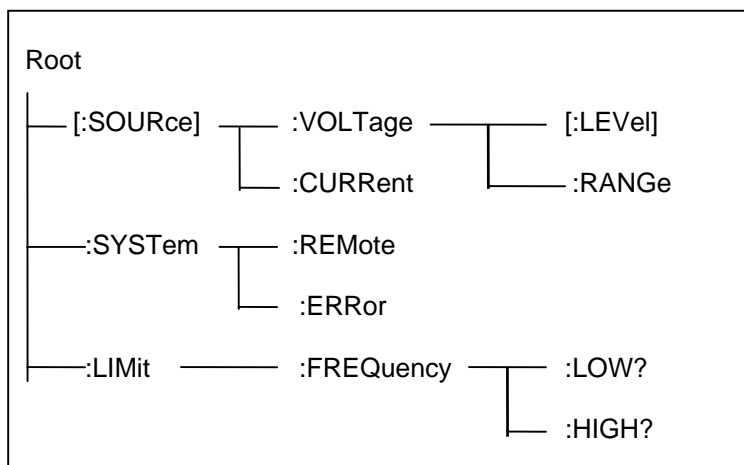 Root
[:SOURce] :VOLTage [:LEVel]
:CURRent :RANGe
:SYSTem :REMote
:ERRor
:LIMit :FREQuency :LOW?
:HIGH?